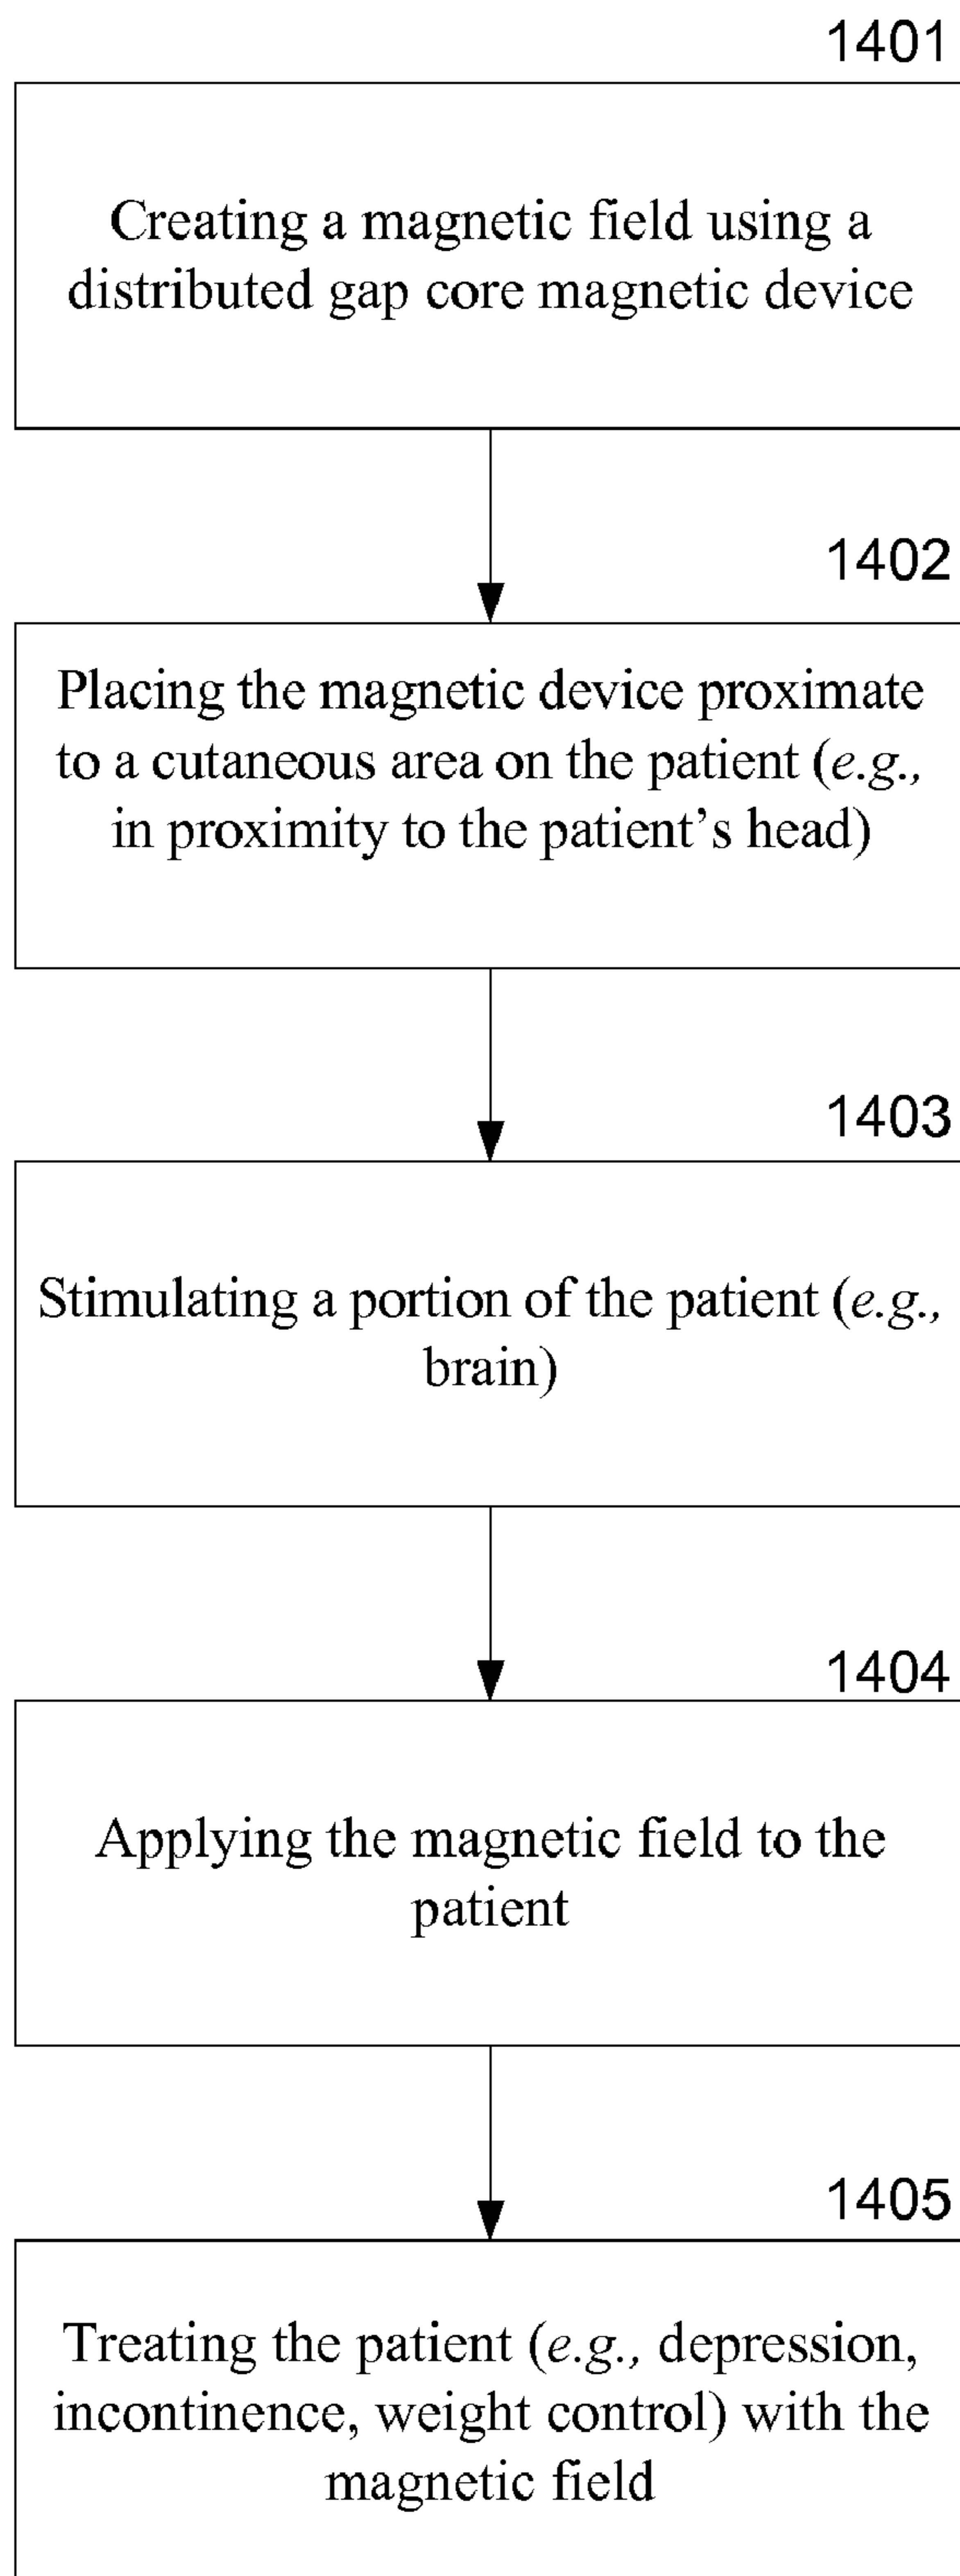 1401
Creating a magnetic field using a
distributed gap core magnetic device
1402
Placing the magnetic device proximate
to a cutaneous area on the patient (e.g.,
in proximity to the patient’s head)
1403
Stimulating a portion of the patient (e.g.,
brain)
1404
Applying the magnetic field to the
patient
1405
Treating the patient (e.g., depression,
incontinence, weight control) with the
magnetic field